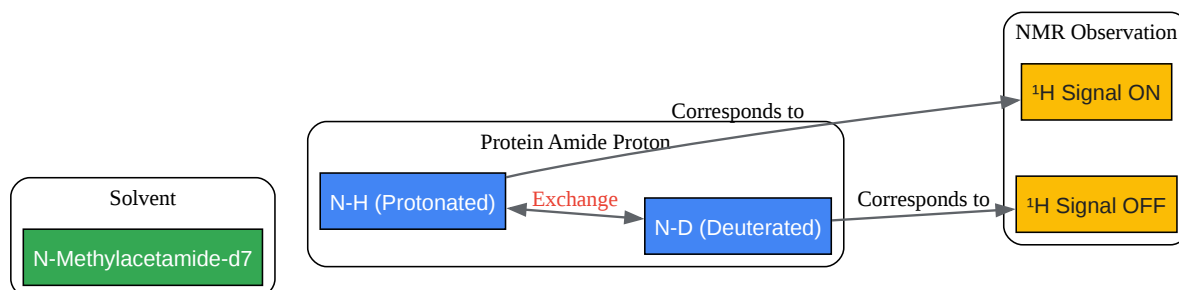 NMR Observation
¹H Signal ON
Corresponds to
Protein Amide Proton
N-H (Protonated)
Exchange
N-D (Deuterated)
Corresponds to
¹H Signal OFF
Solvent
N-Methylacetamide-d7